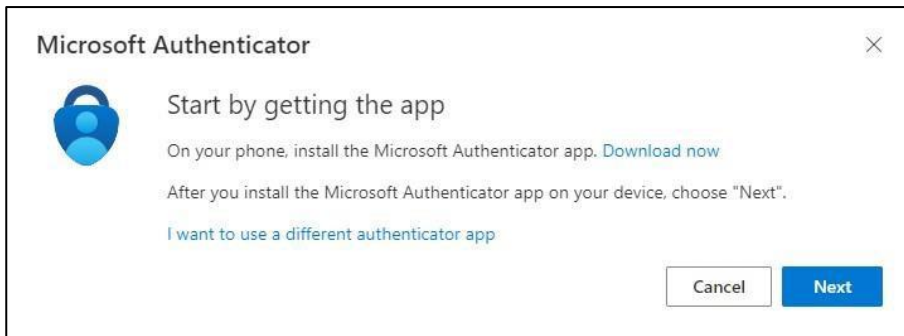 Microsoft Authenticator
Start by getting the app
On your phone, install the Microsoft Authenticator app. Download now
After you install the Microsoft Authenticator app on your device, choose "Next".
I want to use a different authenticator app
Cancel
Next